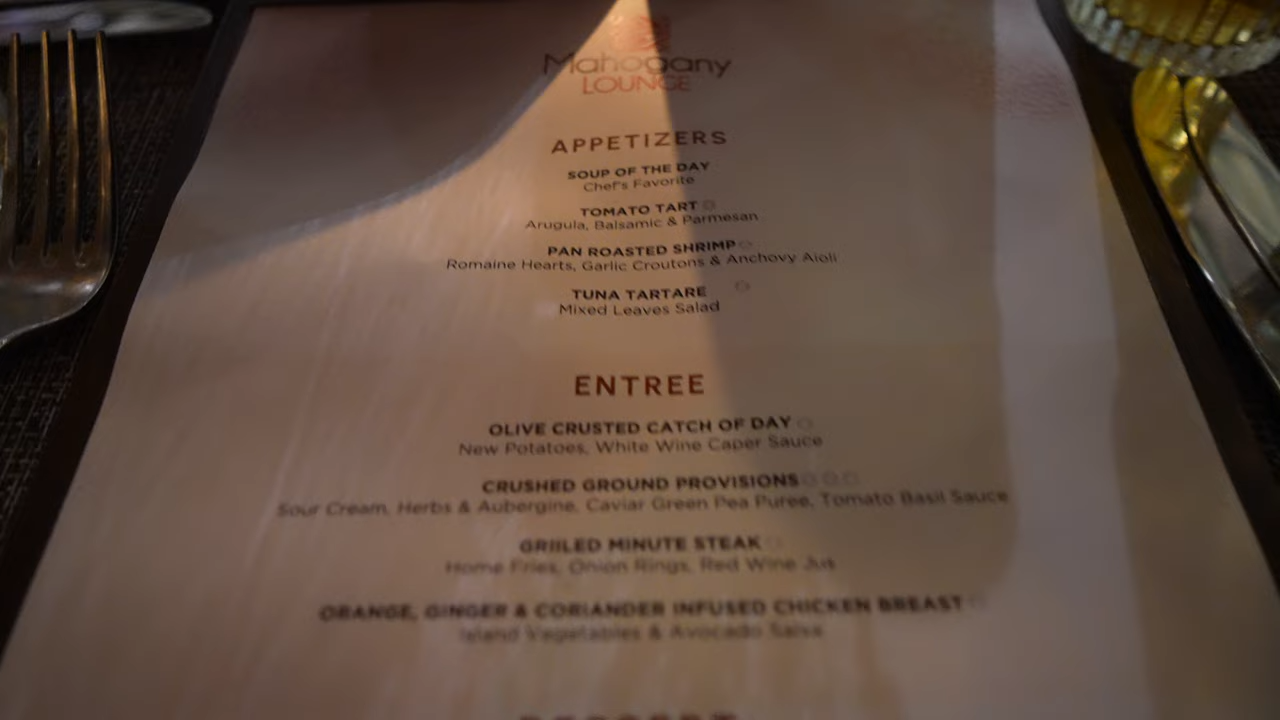 Mahogany
LOUNGE
APPETIZERS
SOUP OF THE DAY
Chef's Favorite
TOMATO TART
Arugula, Balsamic & Parmesan
PAN ROASTED SHRIMP
Romaine Hearts, Garlic Croutons & Anchovy Aioli
TUNA TARTARE
Mixed Leaves Salad
ENTREE
OLIVE CRUSTED CATCH OF DAY
New Potatoes, White Wine Caper Sauce
CRUSHED GROUND PROVISIONS
Sour Cream, Herbs & Aubergine, Caviar Green Pea Puree, Tomato Basil Sauce
GRIILED MINUTE STEAK
Home Fries, Onion Rings, Red Wine Jus
ORANGE, GINGER & CORIANDER INFUSED CHICKEN BREAST
Island Vegetables & Avocado Salsa